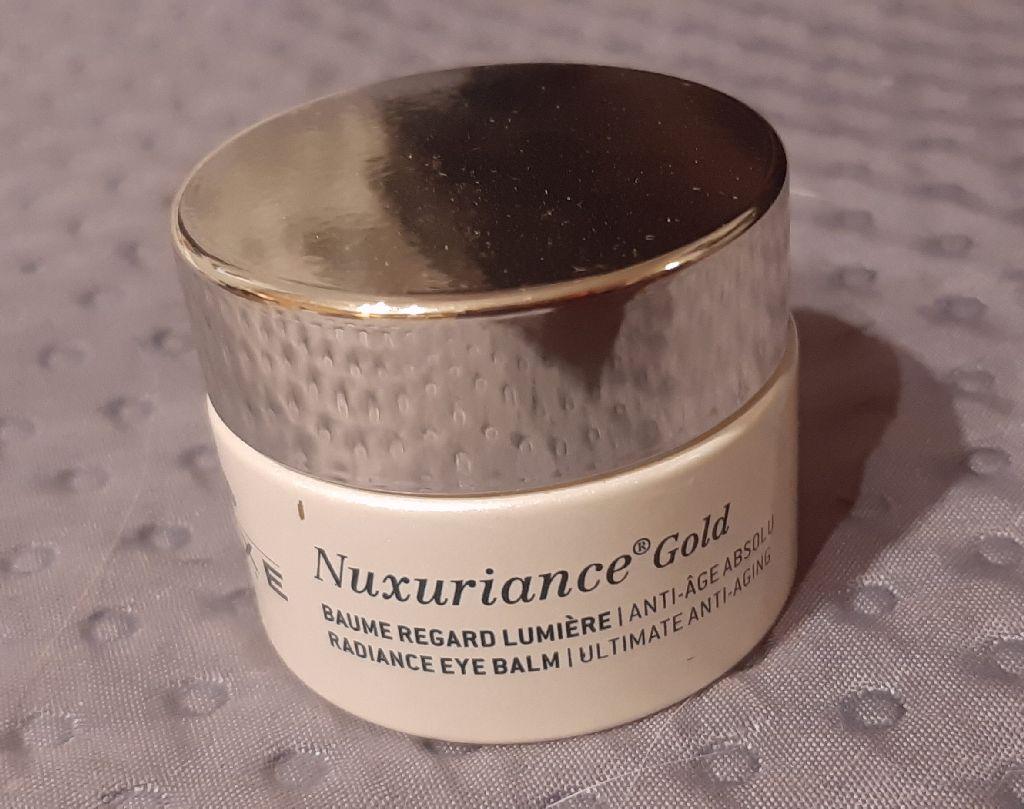 Nuxuriance® Gold
BAUME REGARD LUMIÈRE | ANTI-ÂGE ABSOLU
RADIANCE EYE BALM | ULTIMATE ANTI-AGING